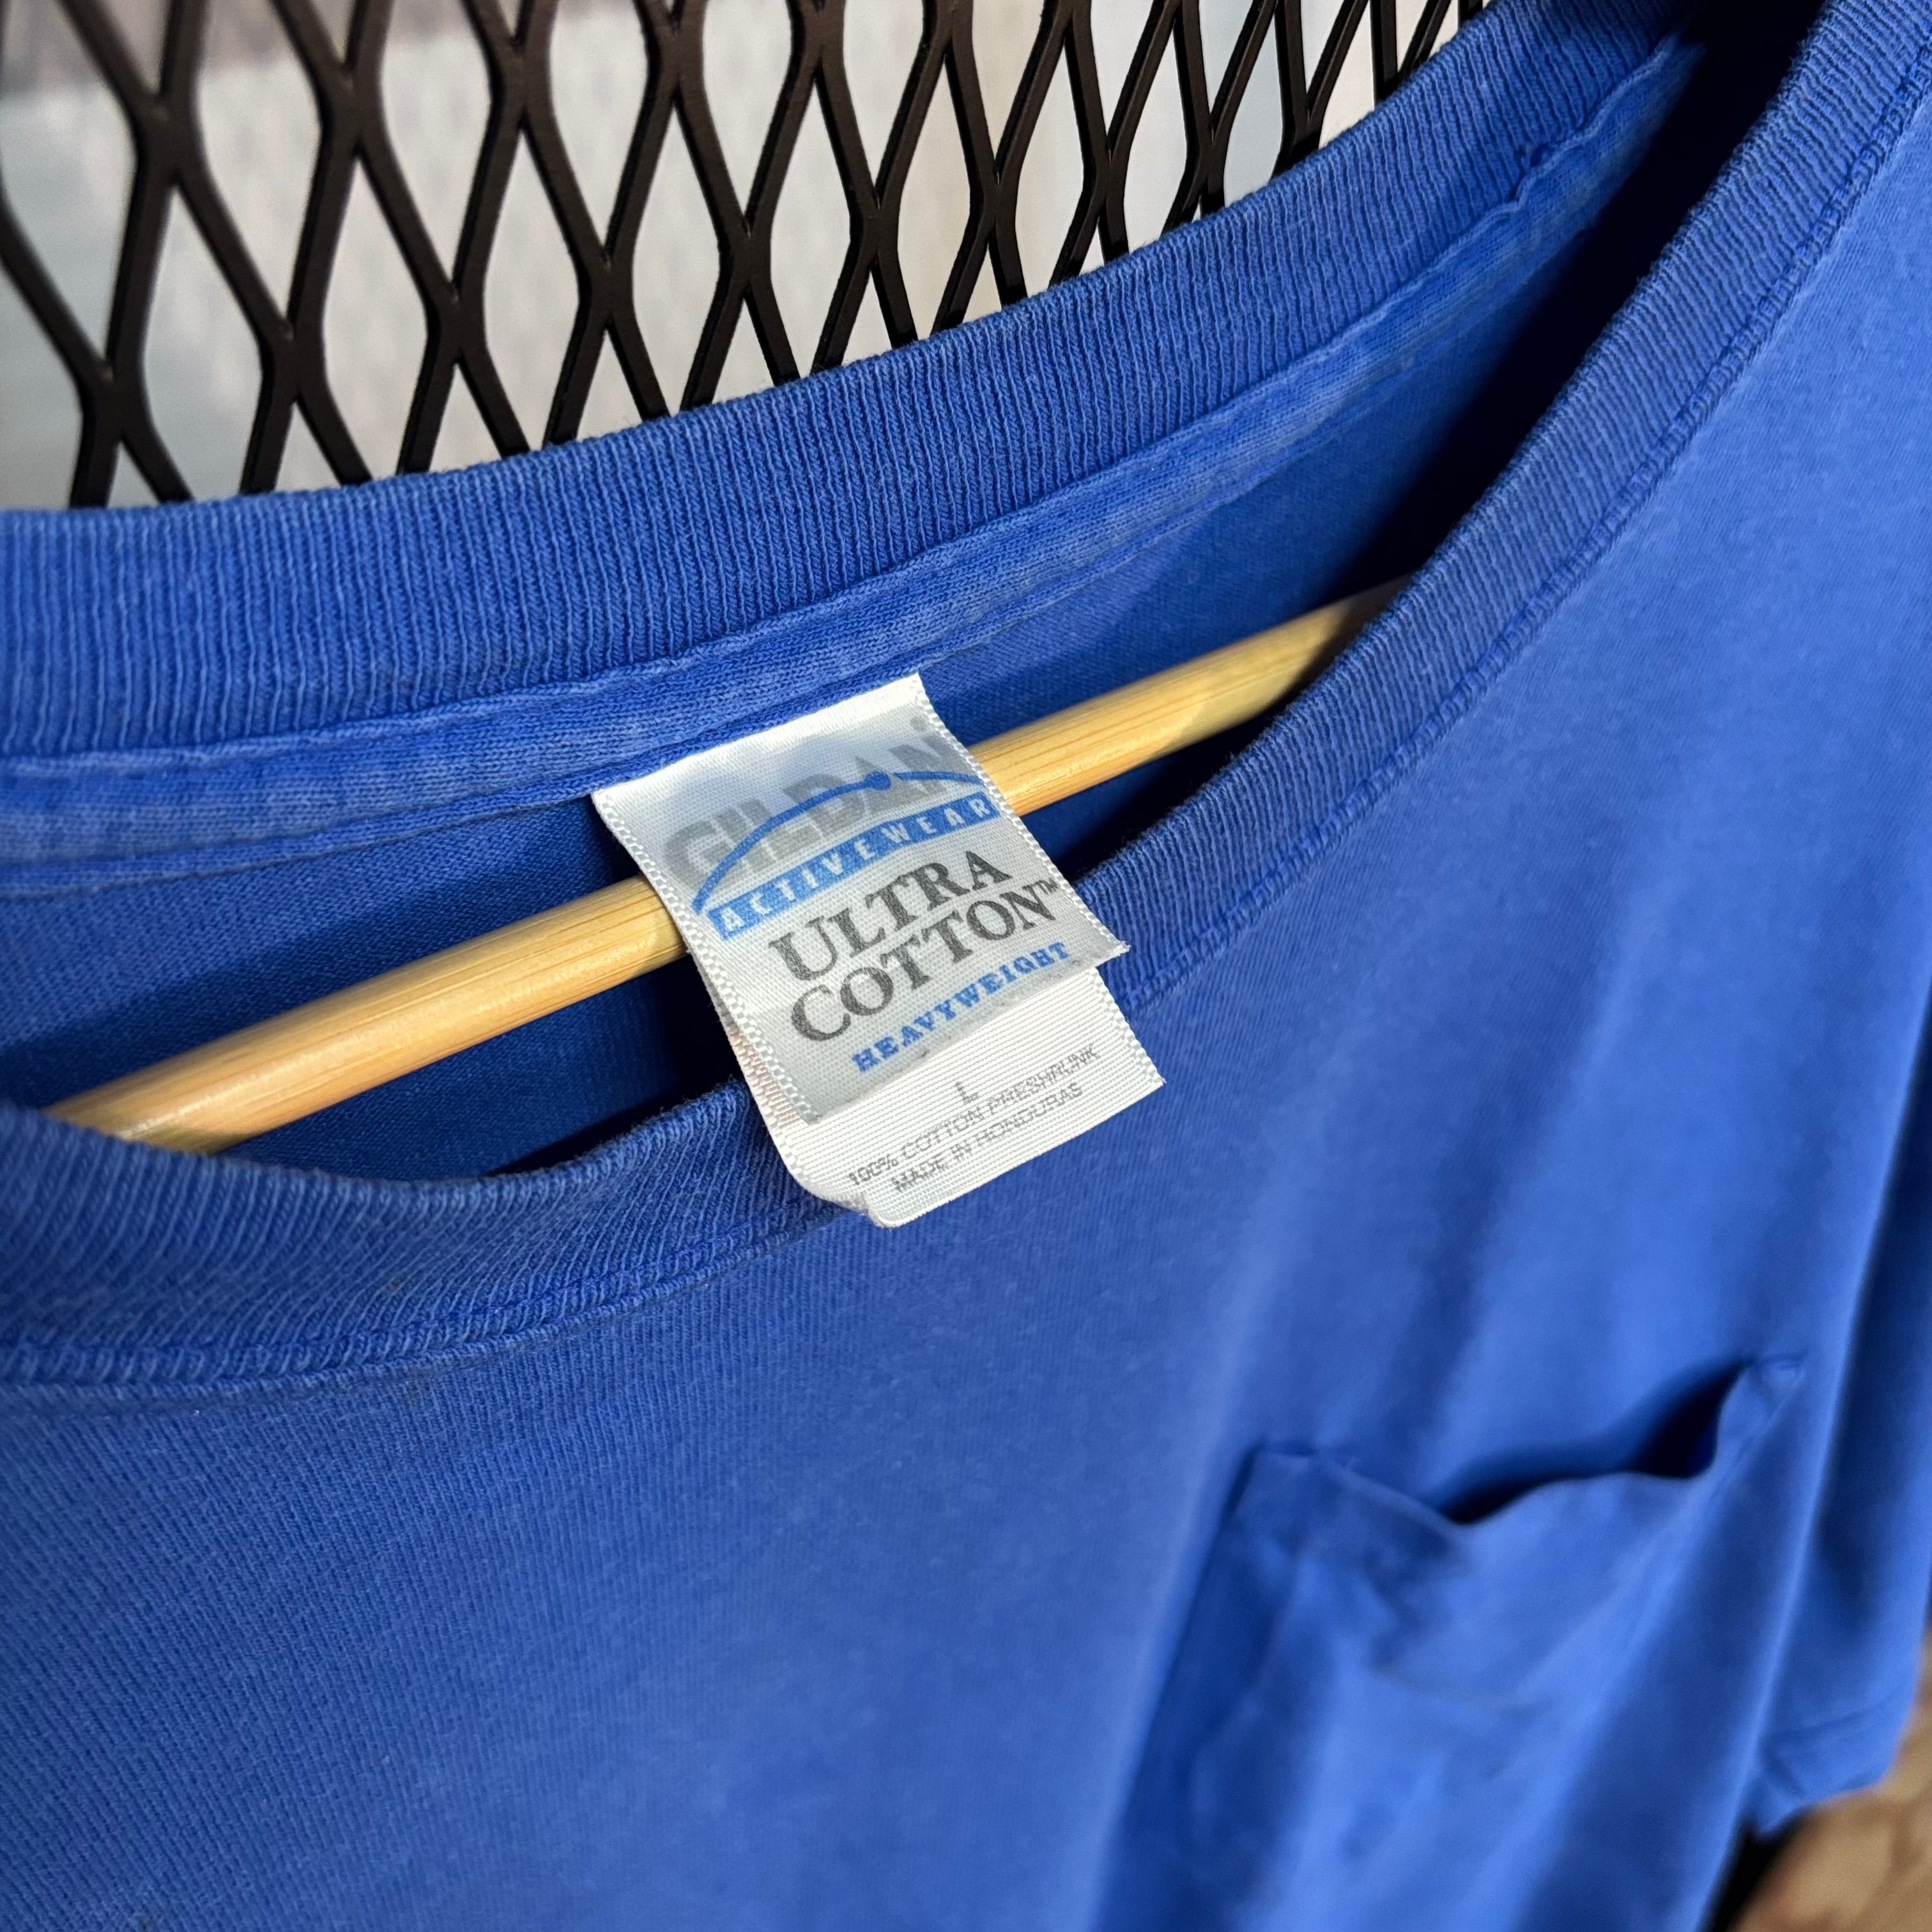 GILDAN
ACTIVEWEAR
ULTRA
COTTON™
HEAVYWEIGHT
L
100% COTTON PRESHRUNK
MADE IN HONDURAS